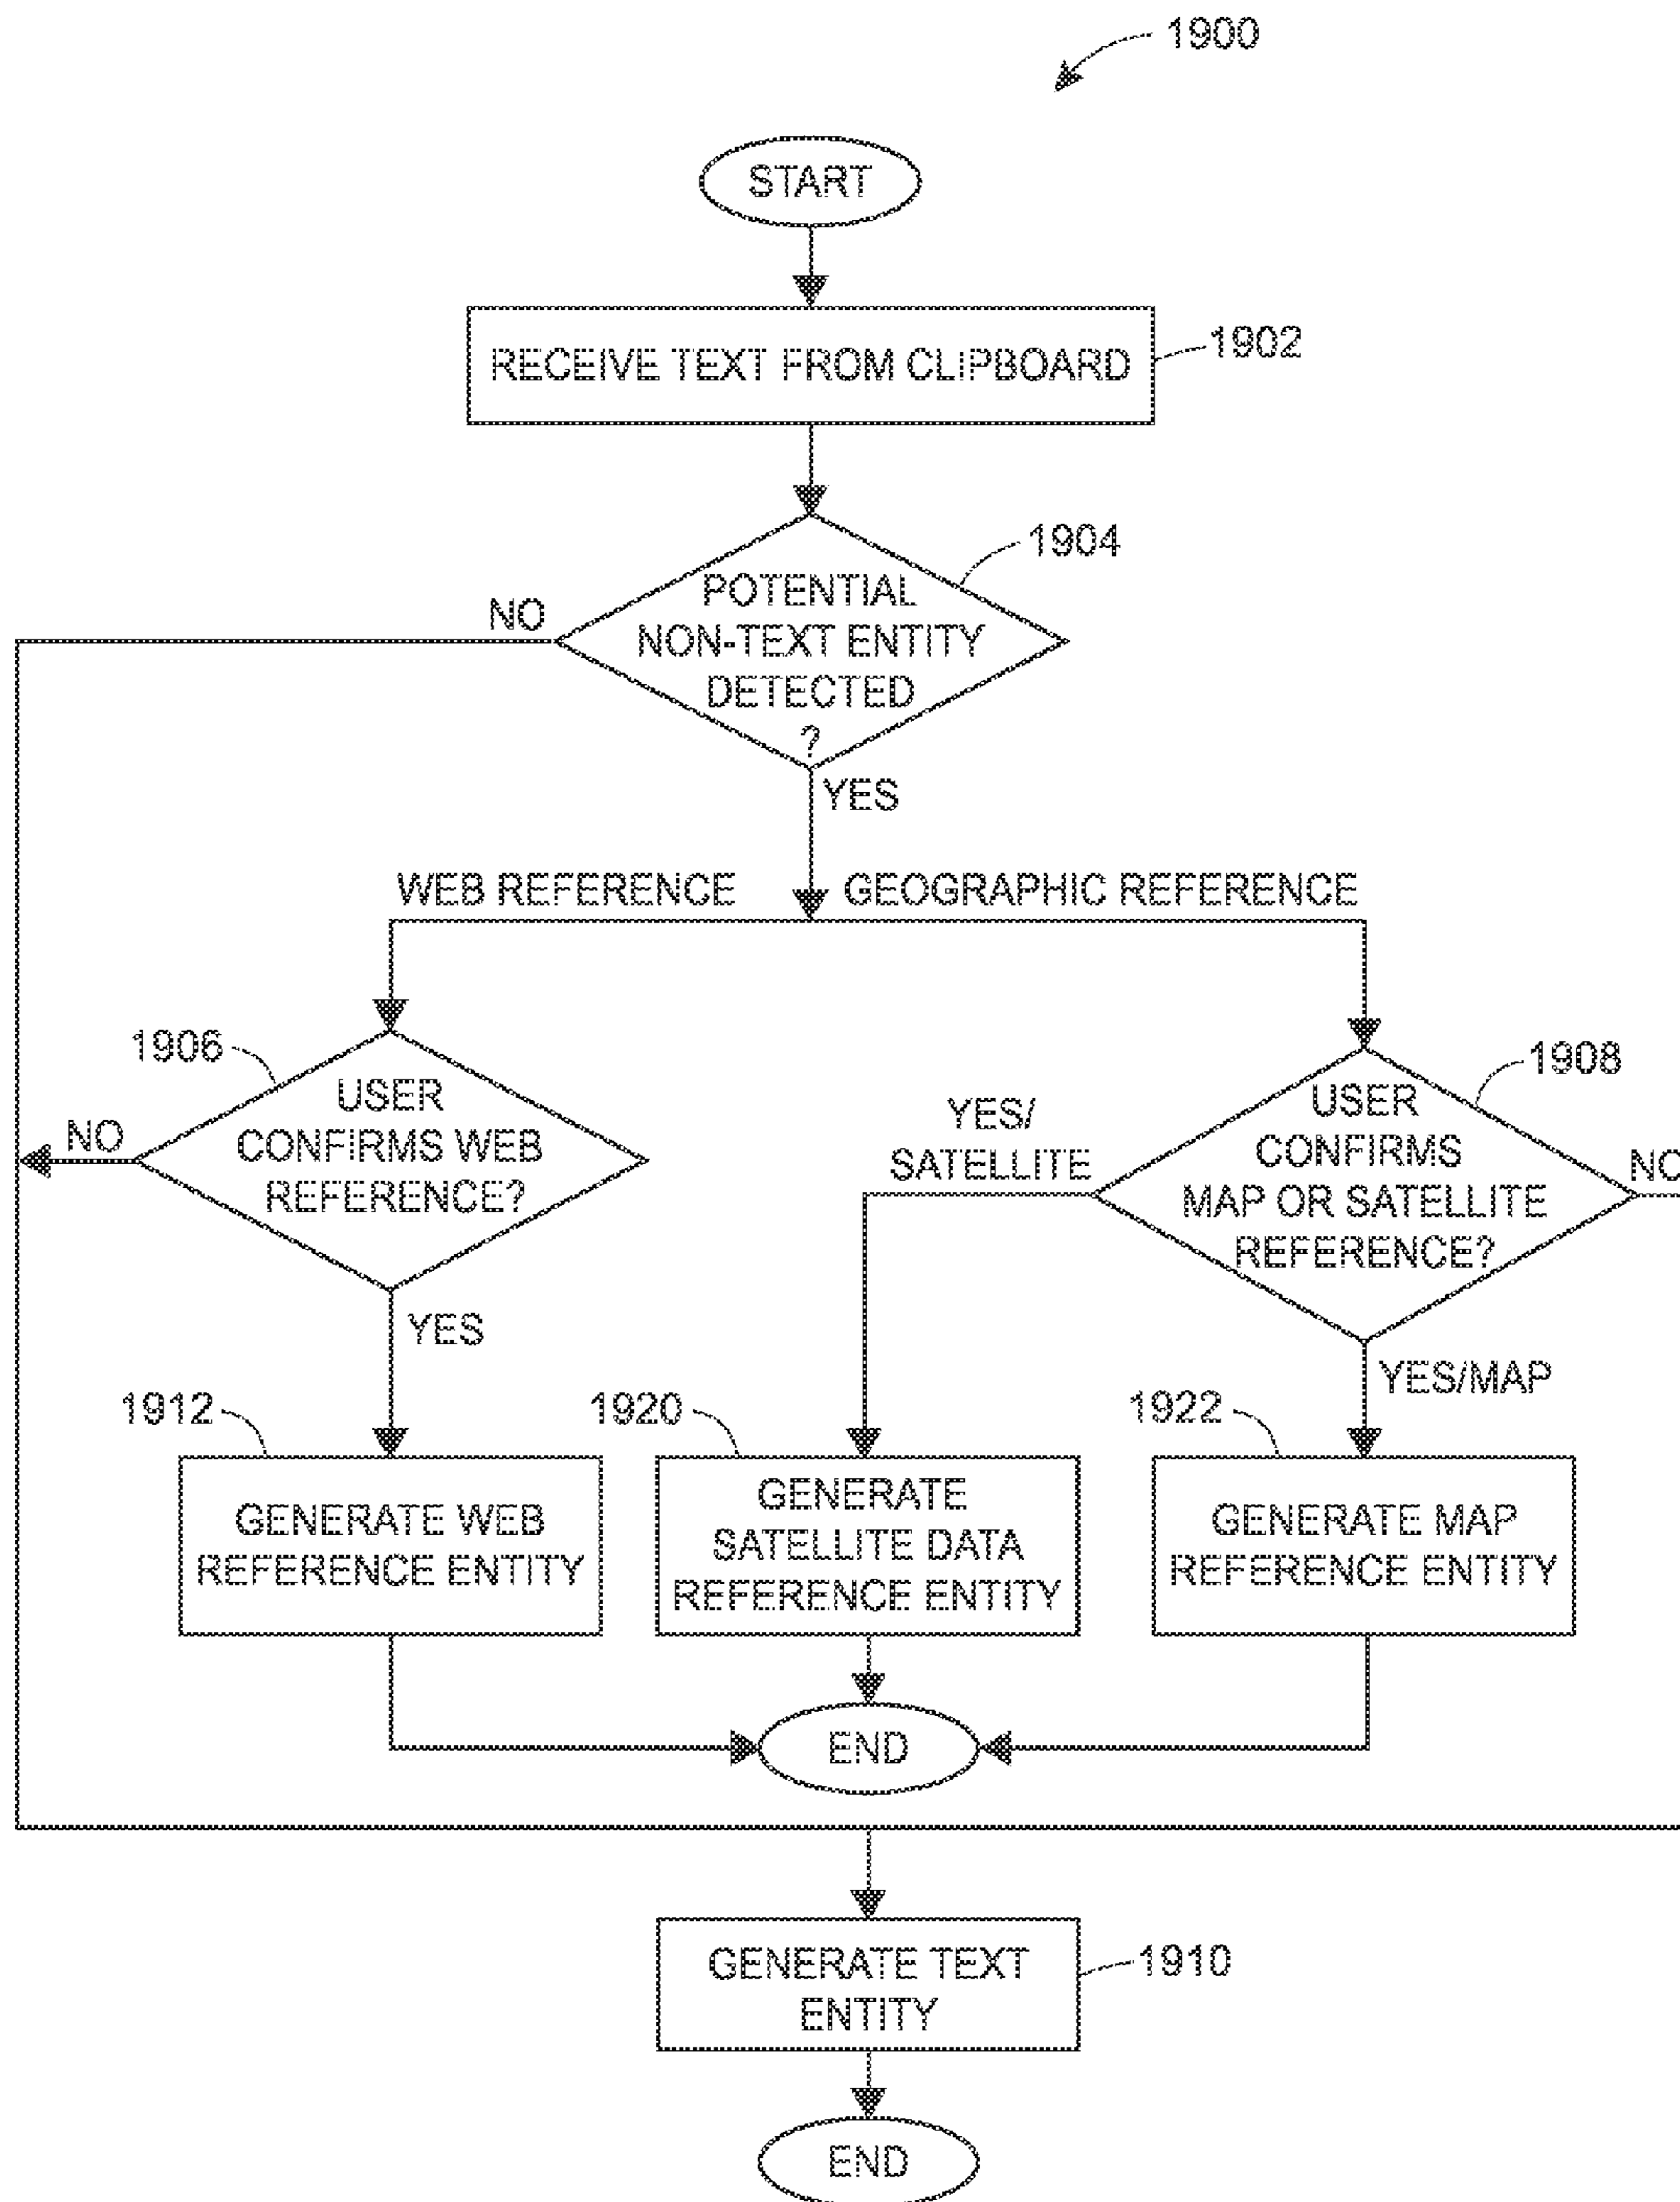 1900
START
RECEIVE TEXT FROM CLIPBOARD
1902
1904
POTENTIAL
NON-TEXT ENTITY
DETECTED
?
NO
YES
WEB REFERENCE
GEOGRAPHIC REFERENCE
1906
USER
CONFIRMS WEB
REFERENCE?
NO
YES
1908
USER
CONFIRMS
MAP OR SATELLITE
REFERENCE?
YES/
SATELLITE
NO
YES/MAP
1912
GENERATE WEB
REFERENCE ENTITY
1920
GENERATE
SATELLITE DATA
REFERENCE ENTITY
1922
GENERATE MAP
REFERENCE ENTITY
END
GENERATE TEXT
ENTITY
1910
END